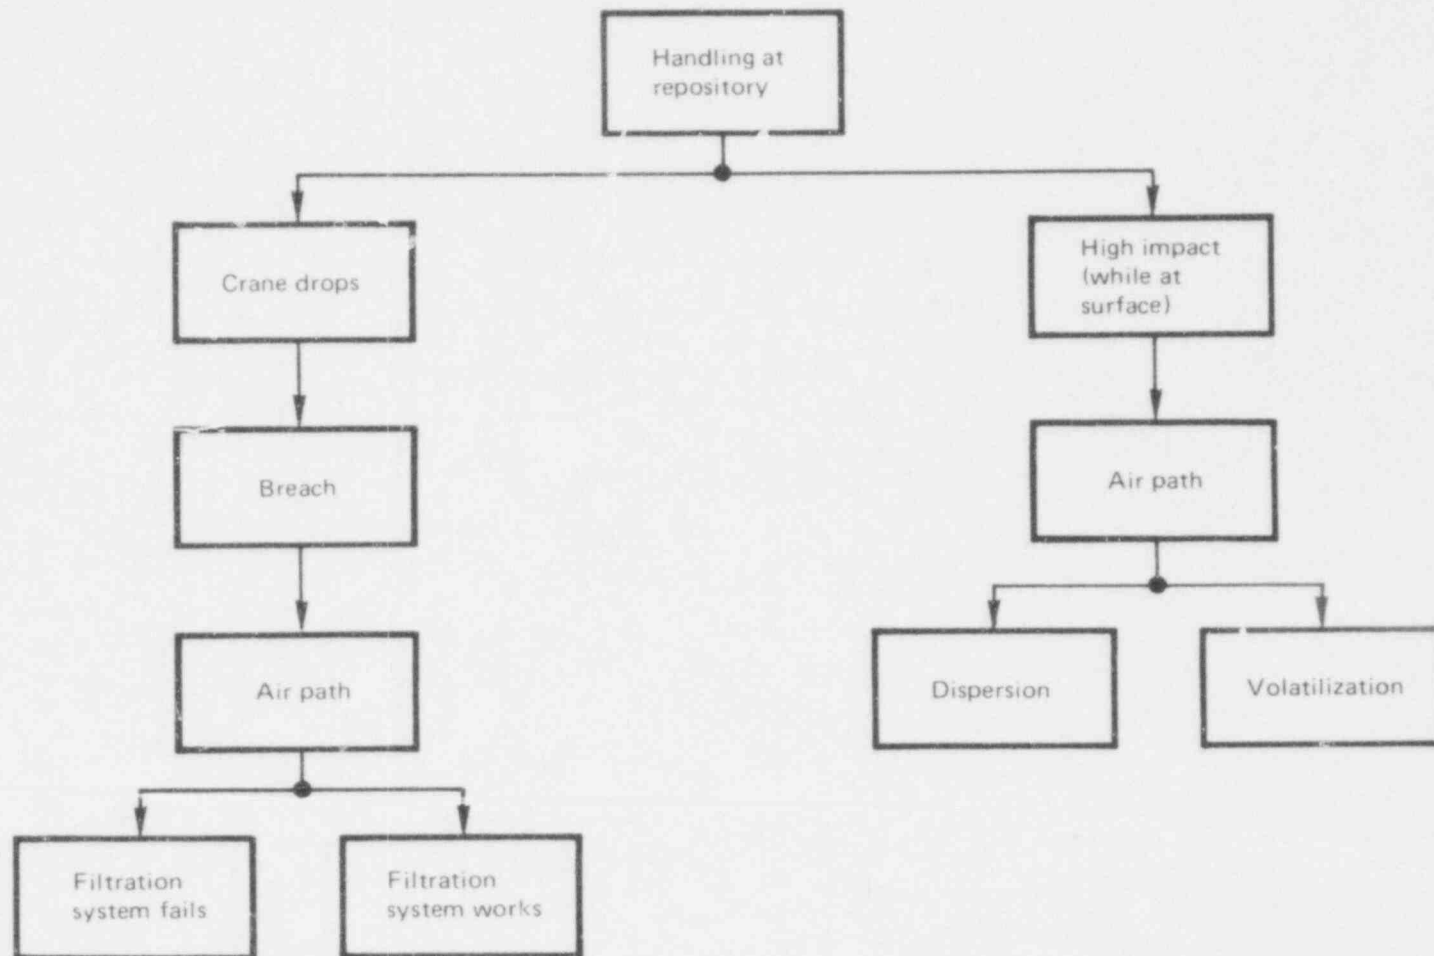 Handling at
repository
Crane drops
High impact
(while at
surface)
Breach
Air path
Air path
Dispersion
Volatilization
Filtration
system fails
Filtration
system works